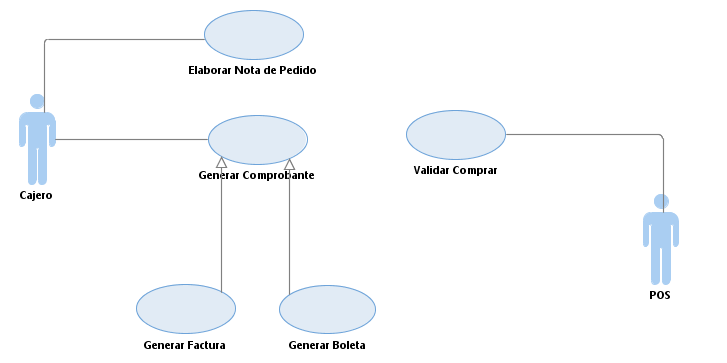 Elaborar Nota de Pedido
Generar Comprobante
Validar Comprar
Cajero
POS
Generar Factura
Generar Boleta